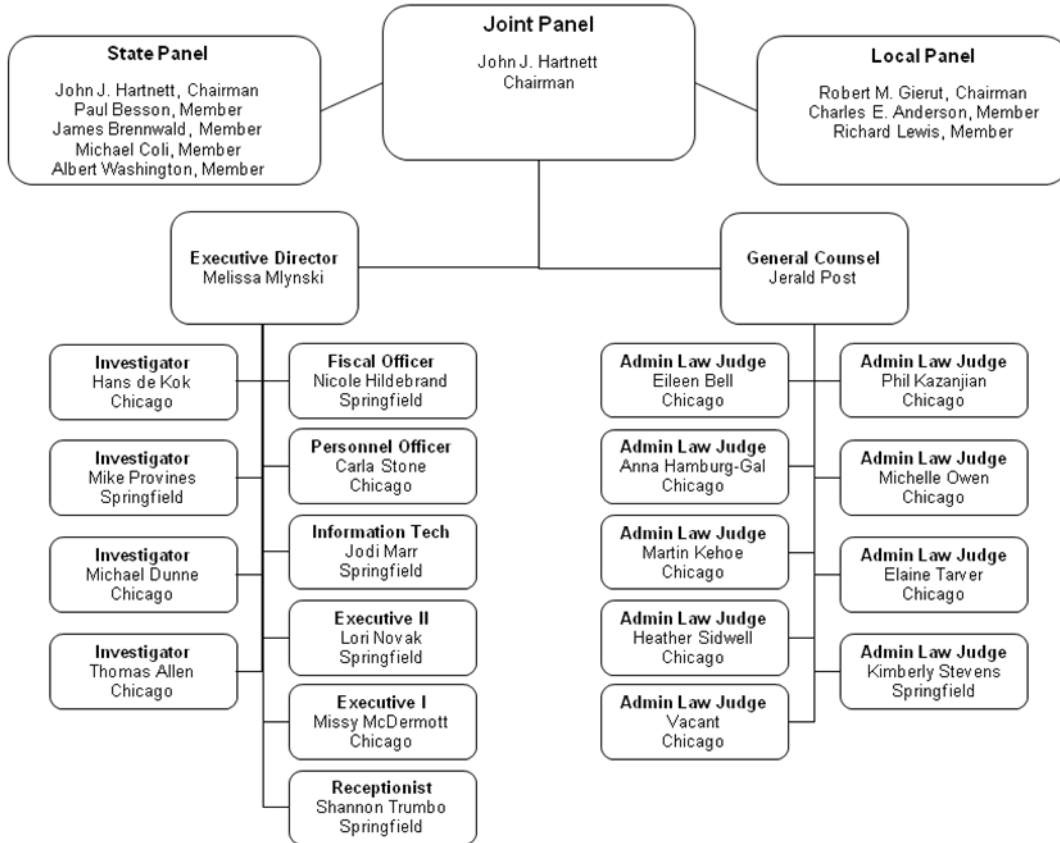 Joint Panel
John J. Hartnett
Chairman
State Panel
John J. Hartnett, Chairman
Paul Besson, Member
James Brennwald, Member
Michael Coli, Member
Albert Washington, Member
Local Panel
Robert M. Gierut, Chairman
Charles E. Anderson, Member
Richard Lewis, Member
Executive Director
Melissa Mlynski
General Counsel
Jerald Post
Investigator
Hans de Kok
Chicago
Investigator
Mike Provines
Springfield
Investigator
Michael Dunne
Chicago
Investigator
Thomas Allen
Chicago
Fiscal Officer
Nicole Hildebrand
Springfield
Personnel Officer
Carla Stone
Chicago
Information Tech
Jodi Marr
Springfield
Executive II
Lori Novak
Springfield
Executive I
Missy McDermott
Chicago
Receptionist
Shannon Trumbo
Springfield
Admin Law Judge
Eileen Bell
Chicago
Admin Law Judge
Anna Hamburg-Gal
Chicago
Admin Law Judge
Martin Kehoe
Chicago
Admin Law Judge
Heather Sidwell
Chicago
Admin Law Judge
Vacant
Chicago
Admin Law Judge
Phil Kazanjian
Chicago
Admin Law Judge
Michelle Owen
Chicago
Admin Law Judge
Elaine Tarver
Chicago
Admin Law Judge
Kimberly Stevens
Springfield